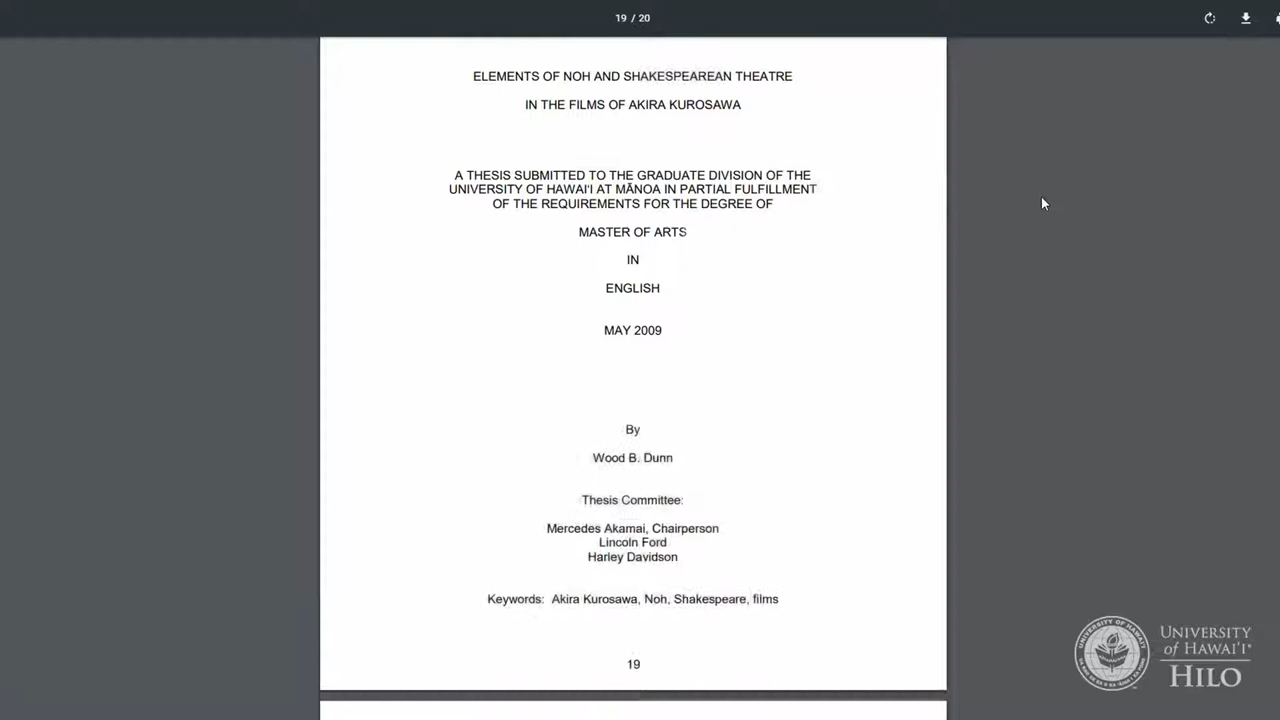 19 / 20
ELEMENTS OF NOH AND SHAKESPEAREAN THEATRE
IN THE FILMS OF AKIRA KUROSAWA
A THESIS SUBMITTED TO THE GRADUATE DIVISION OF THE
UNIVERSITY OF HAWAI‘I AT MĀNOA IN PARTIAL FULFILLMENT
OF THE REQUIREMENTS FOR THE DEGREE OF
MASTER OF ARTS
IN
ENGLISH
MAY 2009
By
Wood B. Dunn
Thesis Committee:
Mercedes Akamai, Chairperson
Lincoln Ford
Harley Davidson
Keywords: Akira Kurosawa, Noh, Shakespeare, films
19
UNIVERSITY
of HAWAI‘I®
HILO